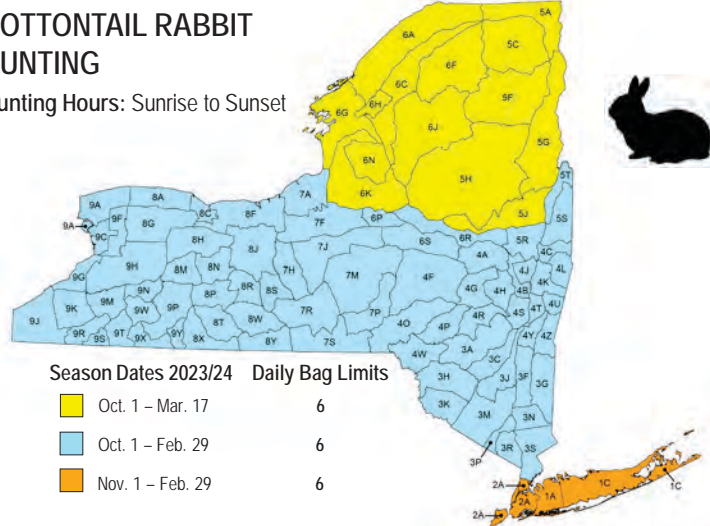 OTTONTAIL RABBIT
UNTING
unting Hours: Sunrise to Sunset
5A
6A
5C
6F
6C
5F
6H
6G
6J
5G
6N
5H
6K
5T
5J
7A
9A
8A
8C
8F
7F
6P
5S
9F
8G
9A
9C
6S
6R
5R
8H
8J
7J
4A
4C
9H
8M
8N
7H
7M
4F
4J
4L
9G
4K
9N
8R
8S
4G
4H
4B
9M
8P
4U
9K
9W
9P
7R
7P
4R
4S
4T
9J
8T
8W
4O
4P
9R
9S
9T
9X
9Y
8X
8Y
7S
4Y
4Z
4W
3A
3C
3H
3J
3F
3G
3K
3M
3N
3P
3R
3S
Season Dates 2023/24 Daily Bag Limits
Oct. 1 – Mar. 17 6
Oct. 1 – Feb. 29 6
Nov. 1 – Feb. 29 6
2A
2A
1A
1C
1C
2A